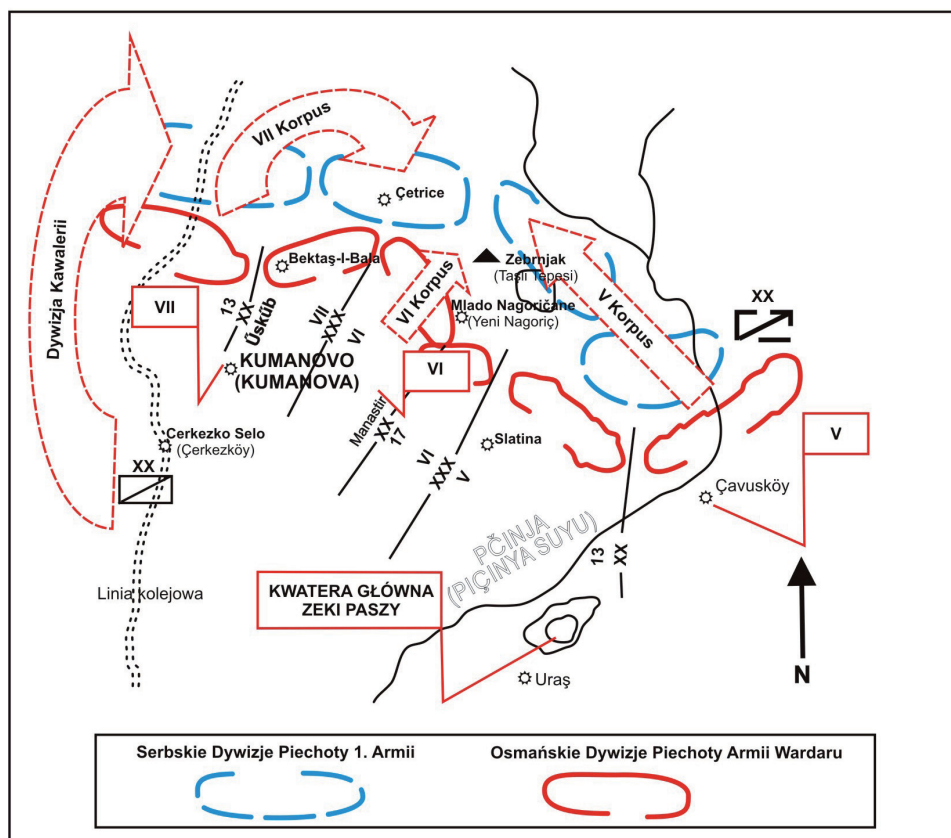 VII Korpus
Dywizja Kawalerii
Çetrice
Bektaş-I-Bala
Zebrnjak
(Taşlı Tepesi)
VI Korpus
V Korpus
Mlado Nagoričane
(Yeni Nagoriç)
XX
VII
13
XX
Üsküb
VII
XXX
VI
KUMANOVO
(KUMANOVA)
VI
Manastir
XX
17
VI
XXX
V
Slatina
V
Cerkezko Selo
(Çerkezköy)
XX
Çavusköy
PČINJA
(PIÇINYA SUYU)
13
XX
Linia kolejowa
KWATERA GŁÓWNA
ZEKI PASZY
Uraş
N
Serbskie Dywizje Piechoty 1. Armii
Osmańskie Dywizje Piechoty Armii Wardaru